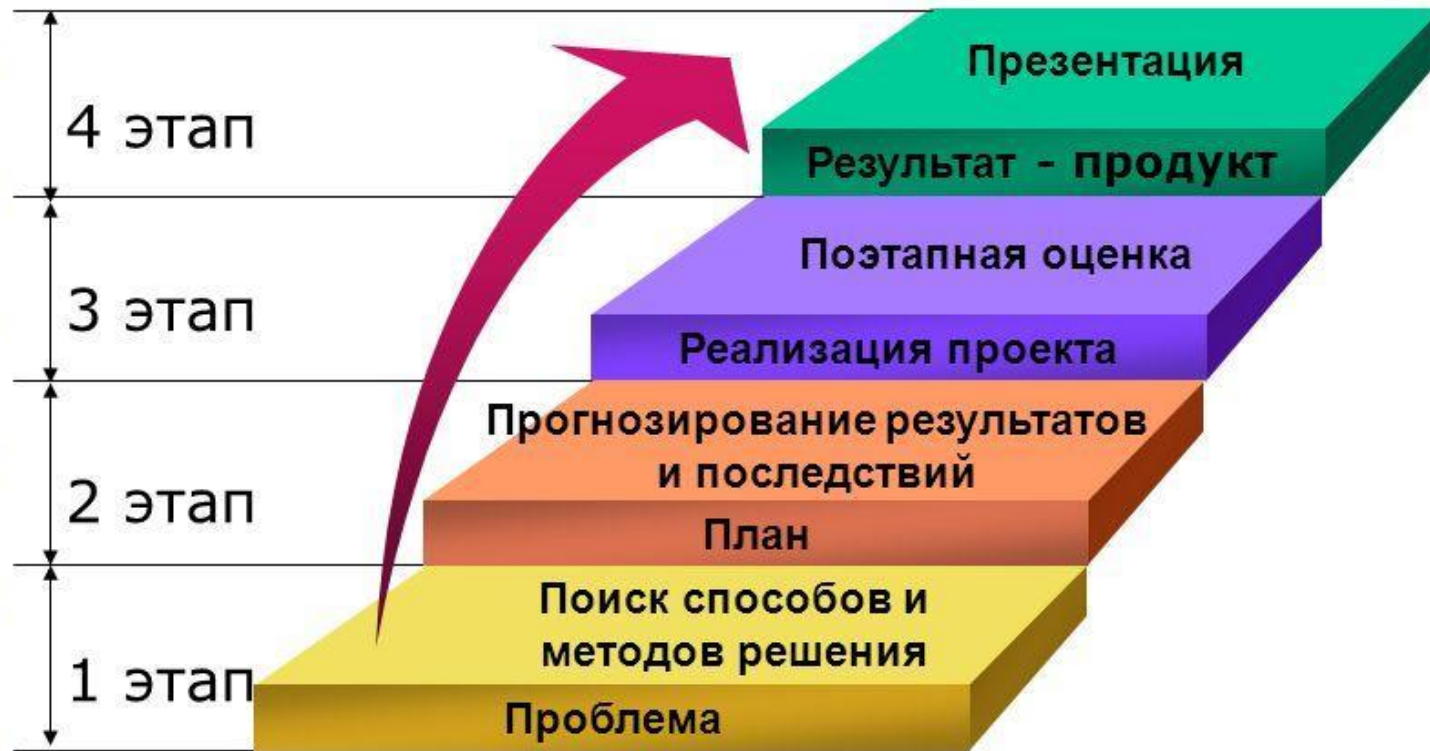 4 этап
Презентация
Результат - продукт
3 этап
Поэтапная оценка
Реализация проекта
2 этап
Прогнозирование результатов
и последствий
План
1 этап
Поиск способов и
методов решения
Проблема